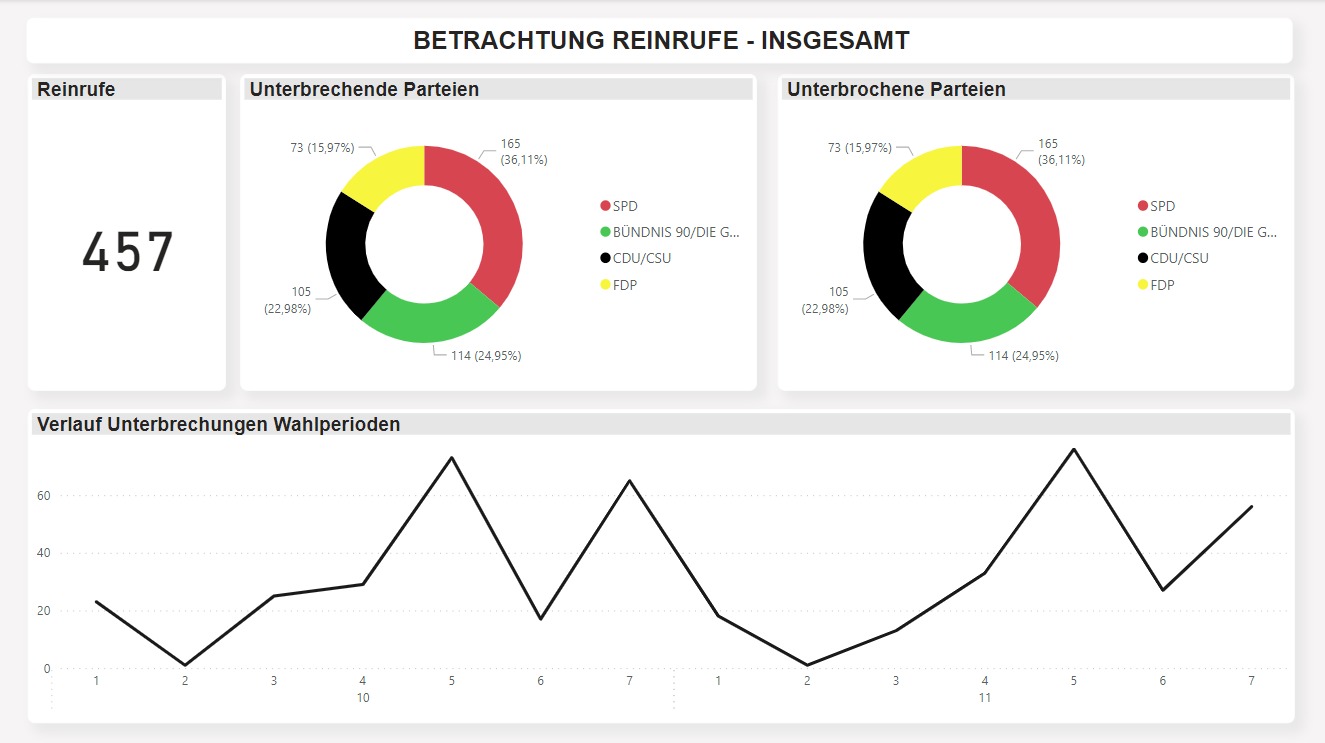 BETRACHTUNG REINRUFE - INSGESAMT
Reinrufe
457
Unterbrechende Parteien
73 (15,97%)
165
(36,11%)
105
(22,98%)
114 (24,95%)
SPD
BÜNDNIS 90/DIE G...
CDU/CSU
FDP
Unterbrochene Parteien
73 (15,97%)
165
(36,11%)
105
(22,98%)
114 (24,95%)
SPD
BÜNDNIS 90/DIE G...
CDU/CSU
FDP
Verlauf Unterbrechungen Wahlperioden
60
40
20
0
1 2 3 4 5 6 7 1 2 3 4 5 6 7
10 11